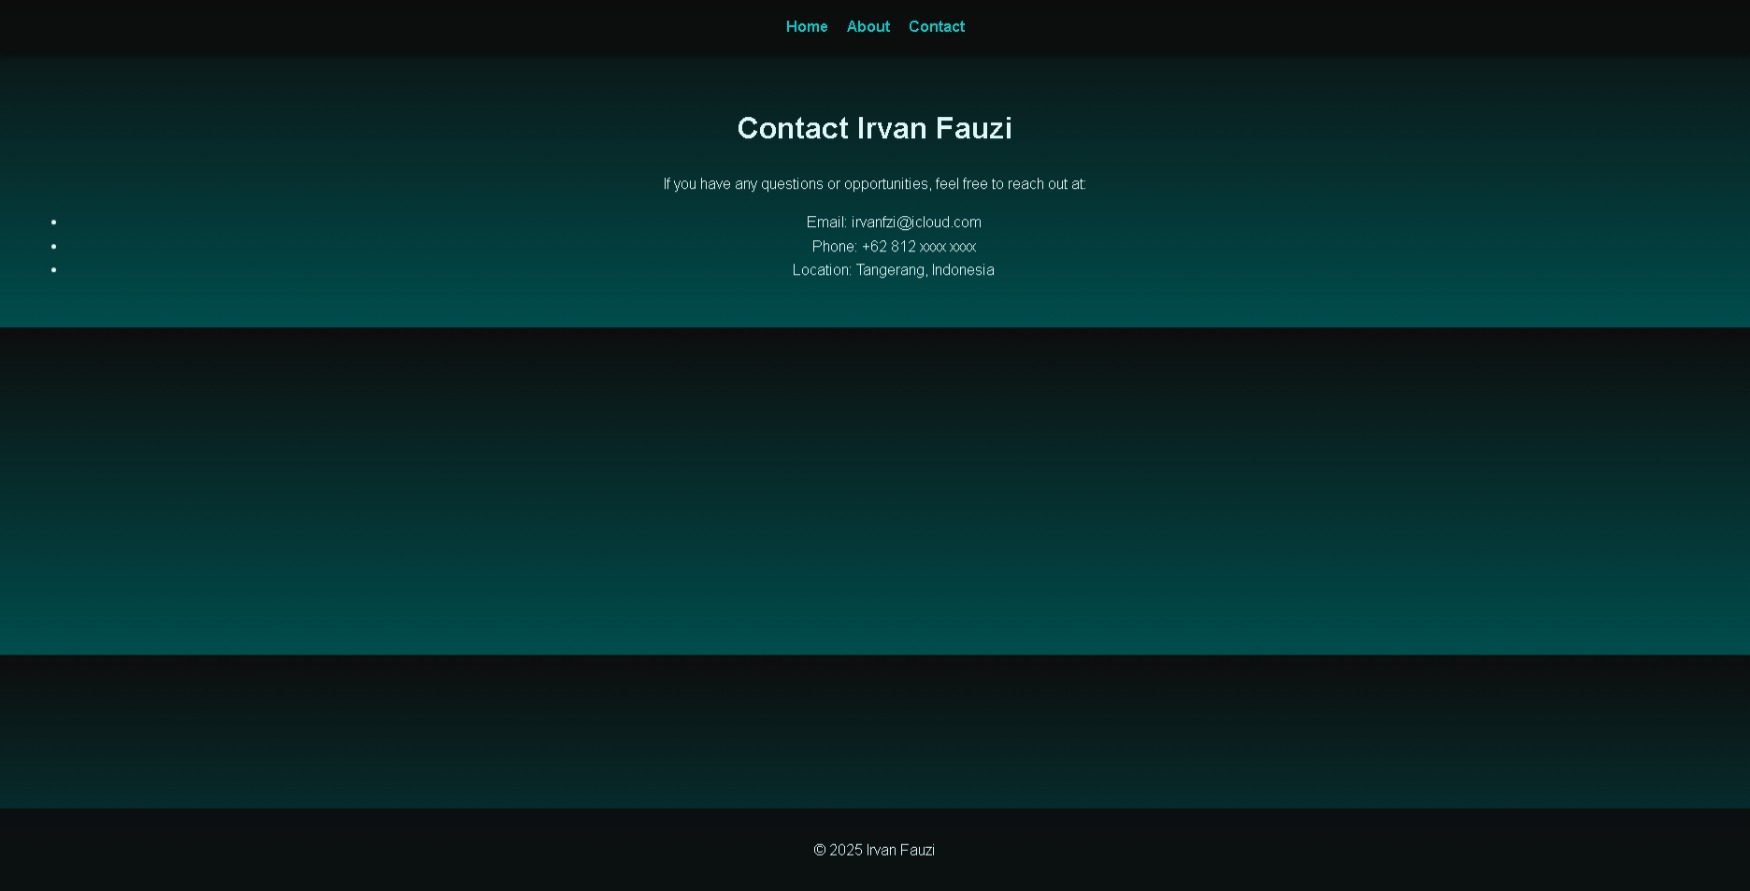 Home About Contact
Contact Irvan Fauzi
If you have any questions or opportunities, feel free to reach out at:
• Email: irvanfzi@icloud.com
• Phone: +62 812 xxxx xxxx
• Location: Tangerang, Indonesia
© 2025 Irvan Fauzi